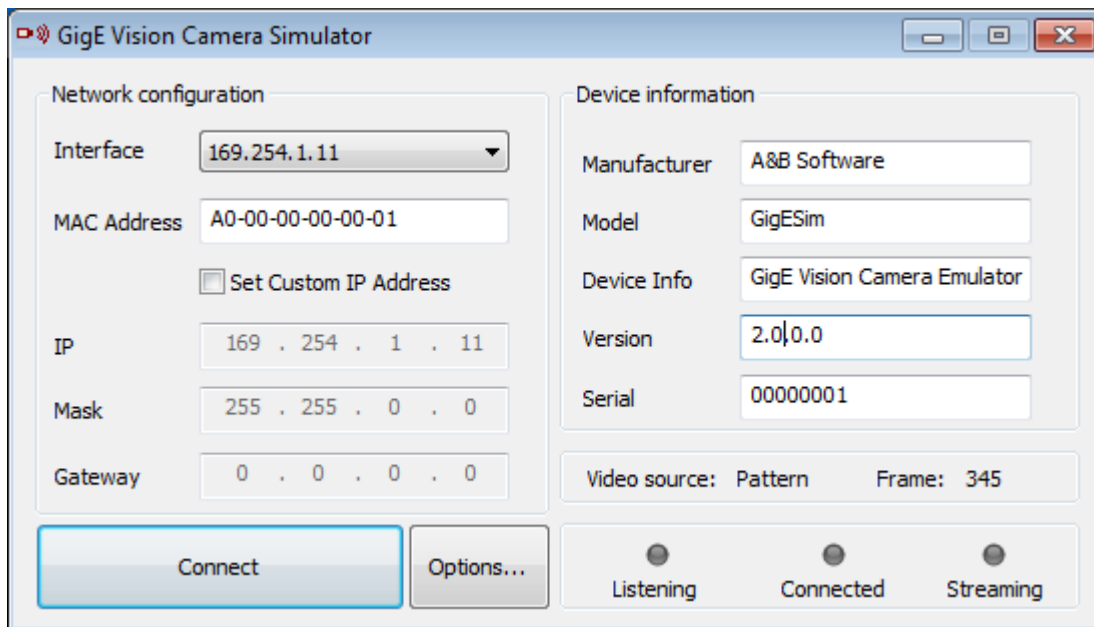 GigE Vision Camera Simulator
Network configuration
Interface 169.254.1.11
MAC Address A0-00-00-00-00-01
Set Custom IP Address
IP 169 . 254 . 1 . 11
Mask 255 . 255 . 0 . 0
Gateway 0 . 0 . 0 . 0
Connect Options...
Device information
Manufacturer A&B Software
Model GigESim
Device Info GigE Vision Camera Emulator
Version 2.0.0.0
Serial 00000001
Video source: Pattern Frame: 345
Listening Connected Streaming